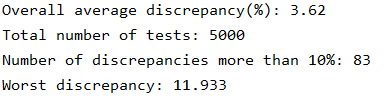 Overall average discrepancy(%): 3.62
Total number of tests: 5000
Number of discrepancies more than 10%: 83
Worst discrepancy: 11.933